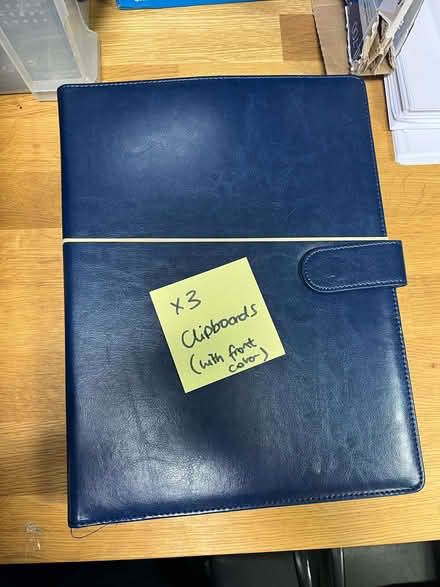 x3
Clipboards
(with front
cover)